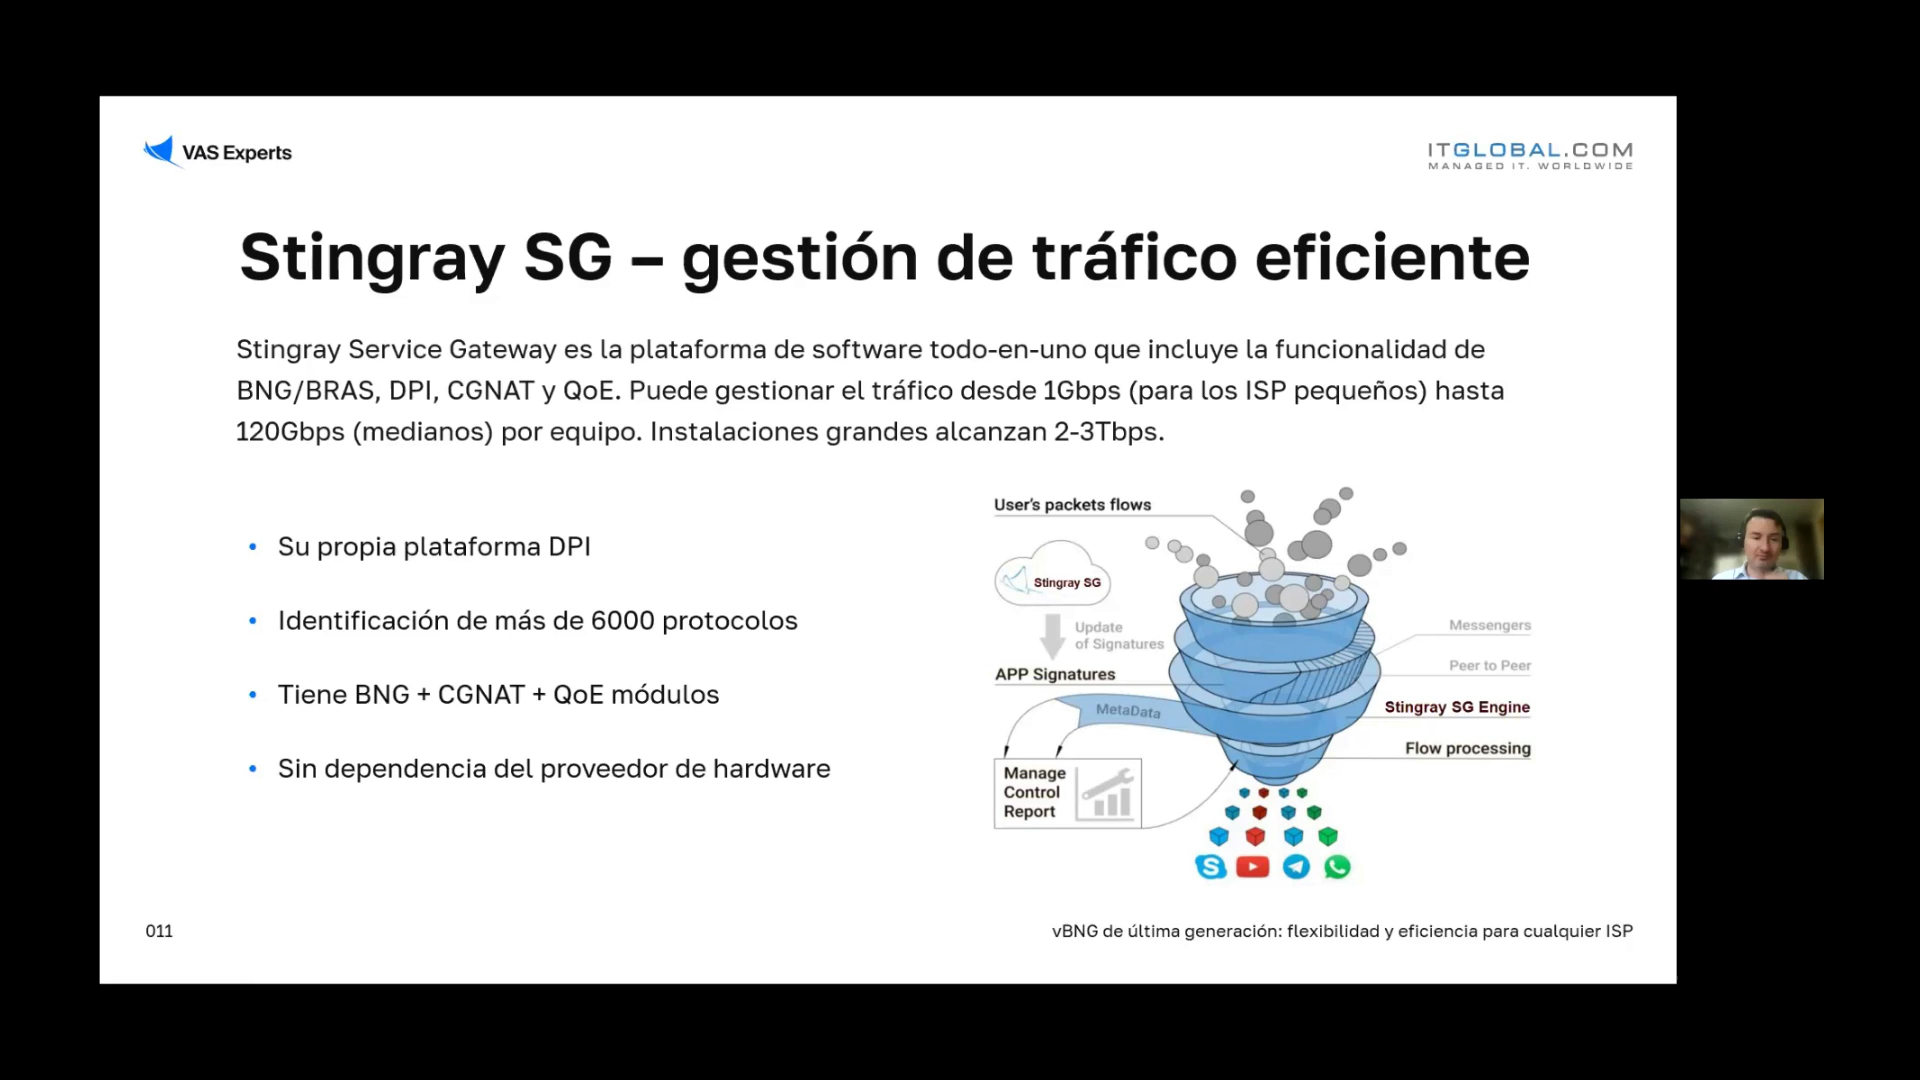 VAS Experts
ITGLOBAL.COM
MANAGED IT. WORLDWIDE
Stingray SG – gestión de tráfico eficiente
Stingray Service Gateway es la plataforma de software todo-en-uno que incluye la funcionalidad de
BNG/BRAS, DPI, CGNAT y QoE. Puede gestionar el tráfico desde 1Gbps (para los ISP pequeños) hasta
120Gbps (medianos) por equipo. Instalaciones grandes alcanzan 2-3Tbps.
• Su propia plataforma DPI
• Identificación de más de 6000 protocolos
• Tiene BNG + CGNAT + QoE módulos
• Sin dependencia del proveedor de hardware
User's packets flows
Stingray SG
Update
of Signatures
APP Signatures
MetaData
Manage
Control
Report
Messengers
Peer to Peer
Stingray SG Engine
Flow processing
S
011
vBNG de última generación: flexibilidad y eficiencia para cualquier ISP